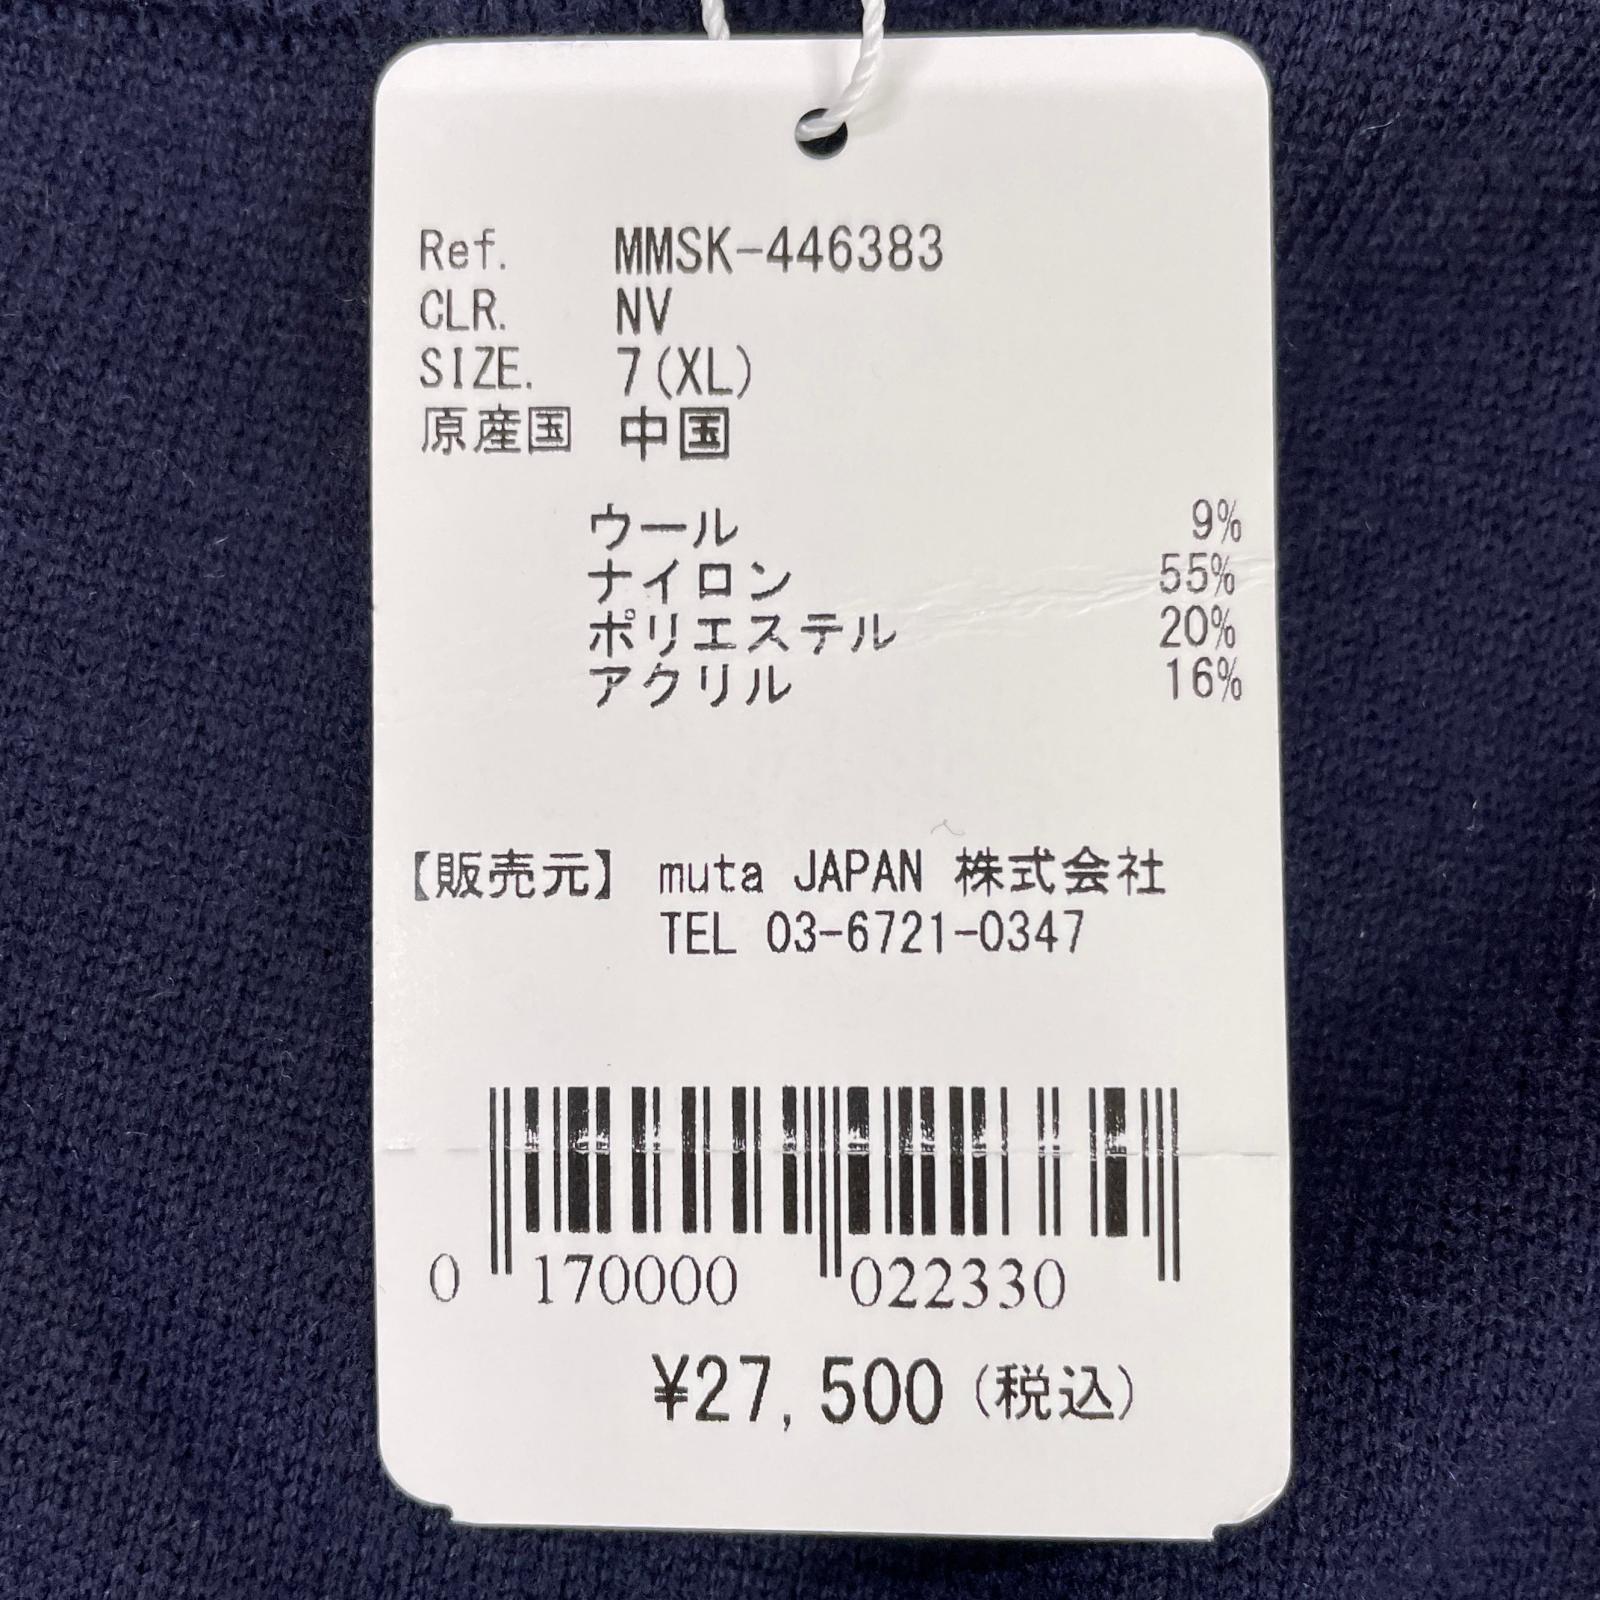 Ref. MMSK-446383
CLR. NV
SIZE. 7(XL)
原産国 中国
ウール 9%
ナイロン 55%
ポリエステル 20%
アクリル 16%
【販売元】 muta JAPAN 株式会社
TEL 03-6721-0347
0 170000 022330
¥27,500(税込)